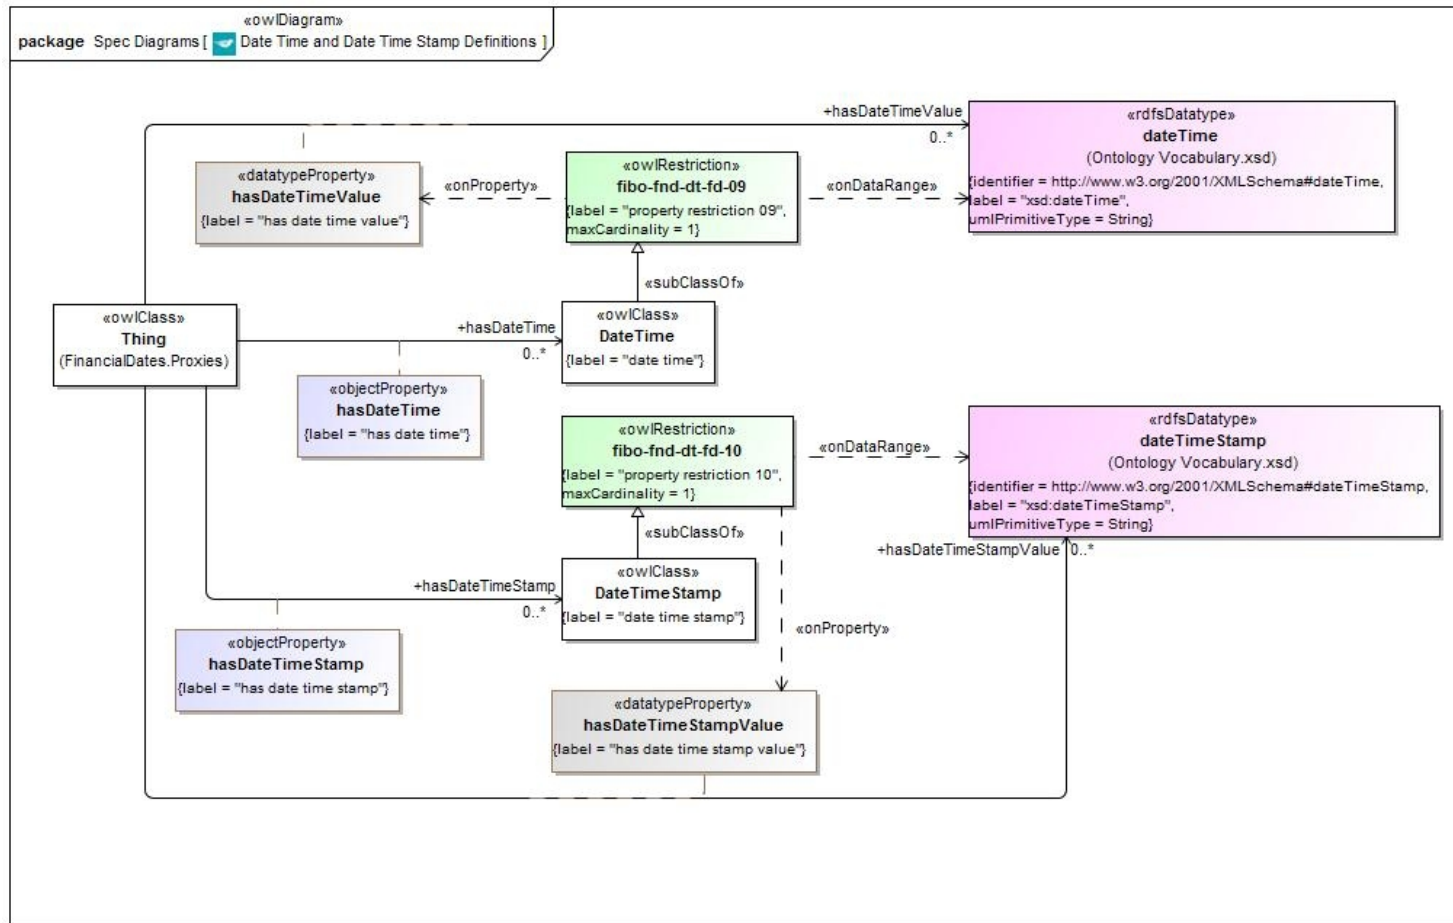 «owlDiagram»
package Spec Diagrams [ Date Time and Date Time Stamp Definitions ]
+hasDateTimeValue
0..*
«rdfsDatatype»
dateTime
(Ontology Vocabulary.xsd)
{identifier = http://www.w3.org/2001/XMLSchema#dateTime,
label = "xsd:dateTime",
umlPrimitiveType = String}
«datatypeProperty»
hasDateTimeValue
{label = "has date time value"}
«onProperty»
«owlRestriction»
fibo-fnd-dt-fd-09
{label = "property restriction 09",
maxCardinality = 1}
«onDataRange»
«subClassOf»
«owlClass»
Thing
(FinancialDates.Proxies)
+hasDateTime
0..*
«owlClass»
DateTime
{label = "date time"}
«objectProperty»
hasDateTime
{label = "has date time"}
«owlRestriction»
fibo-fnd-dt-fd-10
{label = "property restriction 10",
maxCardinality = 1}
«onDataRange»
«rdfsDatatype»
dateTimeStamp
(Ontology Vocabulary.xsd)
{identifier = http://www.w3.org/2001/XMLSchema#dateTimeStamp,
label = "xsd:dateTimeStamp",
umlPrimitiveType = String}
«subClassOf»
+hasDateTimeStampValue 0..*
+hasDateTimeStamp
0..*
«owlClass»
DateTimeStamp
{label = "date time stamp"}
«onProperty»
«objectProperty»
hasDateTimeStamp
{label = "has date time stamp"}
«datatypeProperty»
hasDateTimeStampValue
{label = "has date time stamp value"}